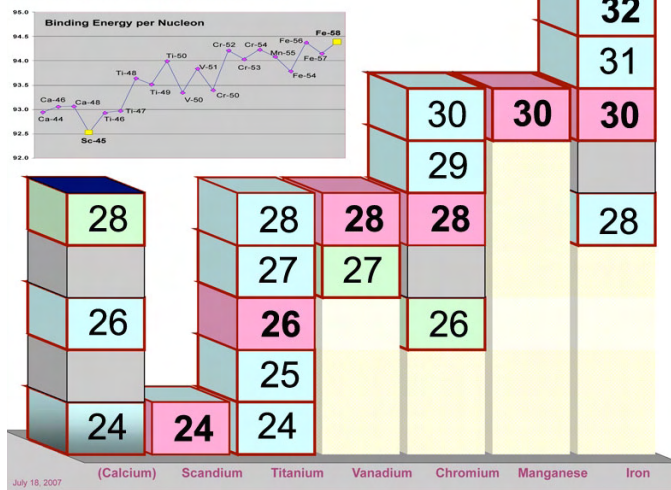 Binding Energy per Nucleon
95.0
94.5
94.0
93.5
93.0
92.5
92.0
Ca-44
Ca-46
Ca-48
Sc-45
Ti-46
Ti-47
Ti-48
Ti-49
Ti-50
V-50
V-51
Cr-50
Cr-52
Cr-53
Cr-54
Mn-55
Fe-54
Fe-56
Fe-57
Fe-58
32
31
30 30 30
29
28 28 28 28 28
27 27
26 26 26
25
24 24 24
(Calcium) Scandium Titanium Vanadium Chromium Manganese Iron
July 18, 2007